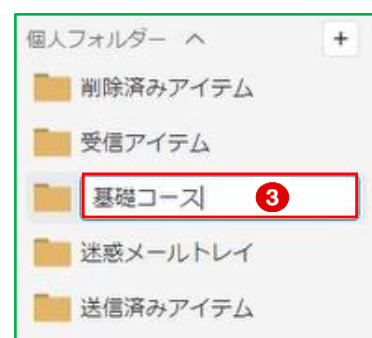 個人フォルダー
削除済みアイテム
受信アイテム
基礎コース 3
迷惑メールトレイ
送信済みアイテム